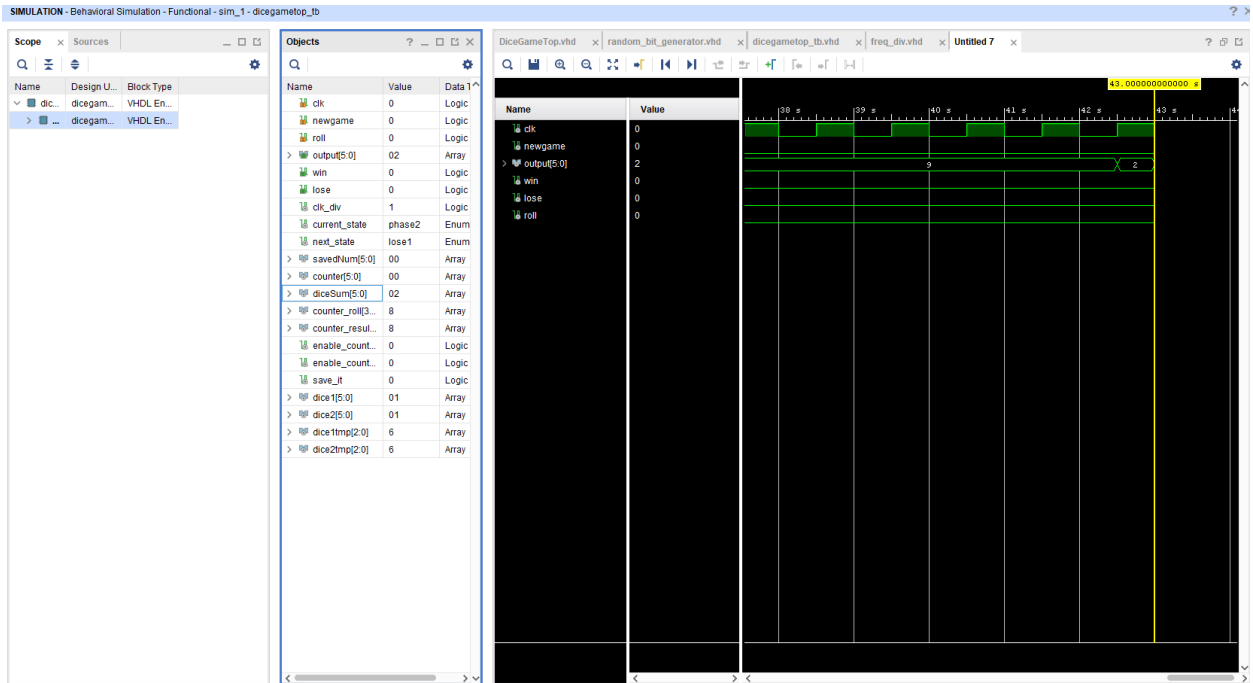 SIMULATION - Behavioral Simulation - Functional - sim_1 - dicegametop_tb
Scope
Sources
Name Design U... Block Type
dic... dicegam... VHDL En...
... dicegam... VHDL En...
Objects
Name Value Data T
clk 0 Logic
newgame 0 Logic
roll 0 Logic
output[5:0] 02 Array
win 0 Logic
lose 0 Logic
clk_div 1 Logic
current_state phase2 Enum
next_state lose1 Enum
savedNum[5:0] 00 Array
counter[5:0] 00 Array
diceSum[5:0] 02 Array
counter_roll[3... 8 Array
counter_resul... 8 Array
enable_count... 0 Logic
enable_count... 0 Logic
save_it 0 Logic
dice1[5:0] 01 Array
dice2[5:0] 01 Array
dice1tmp[2:0] 6 Array
dice2tmp[2:0] 6 Array
DiceGameTop.vhd random_bit_generator.vhd dicegametop_tb.vhd freq_div.vhd Untitled 7
43.000000000000 s
Name Value
38 s 39 s 40 s 41 s 42 s 43 s 44
clk 0
newgame 0
output[5:0] 2 9 2
win 0
lose 0
roll 0